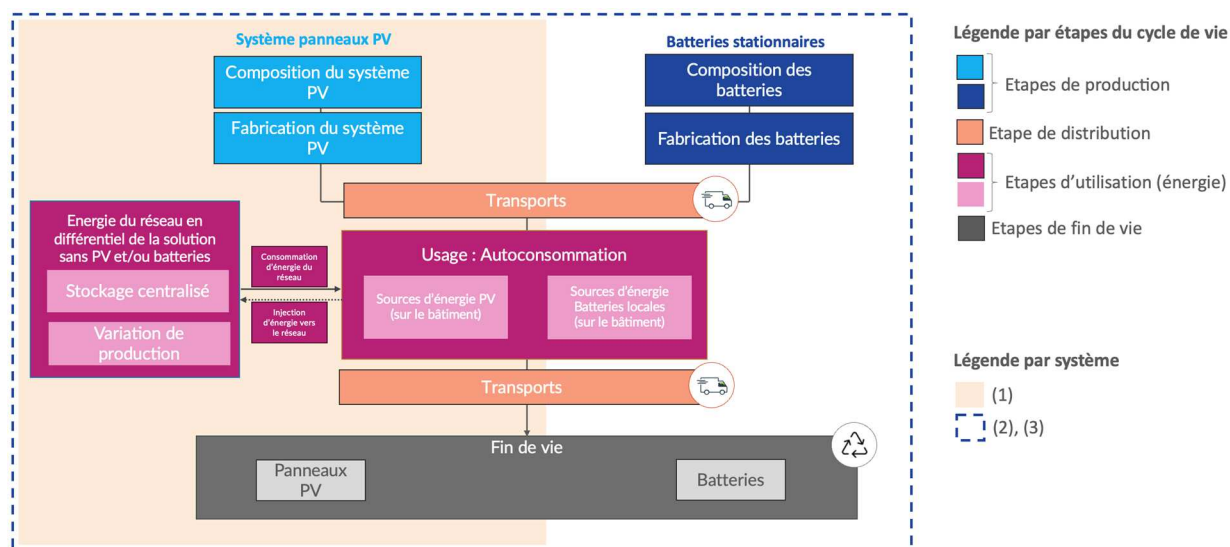 Système panneaux PV
Batteries stationnaires
Composition du système
PV
Fabrication du système
PV
Composition des
batteries
Fabrication des batteries
Transports
Energie du réseau en
différentiel de la solution
sans PV et/ou batteries
Stockage centralisé
Variation de
production
Consommation
d'énergie du
réseau
Injection
d'énergie vers
le réseau
Usage : Autoconsommation
Sources d'énergie PV
(sur le bâtiment)
Sources d'énergie
Batteries locales
(sur le bâtiment)
Transports
Fin de vie
Panneaux
PV
Batteries
Légende par étapes du cycle de vie
Etapes de production
Etape de distribution
Etapes d'utilisation (énergie)
Etapes de fin de vie
Légende par système
(1)
(2), (3)